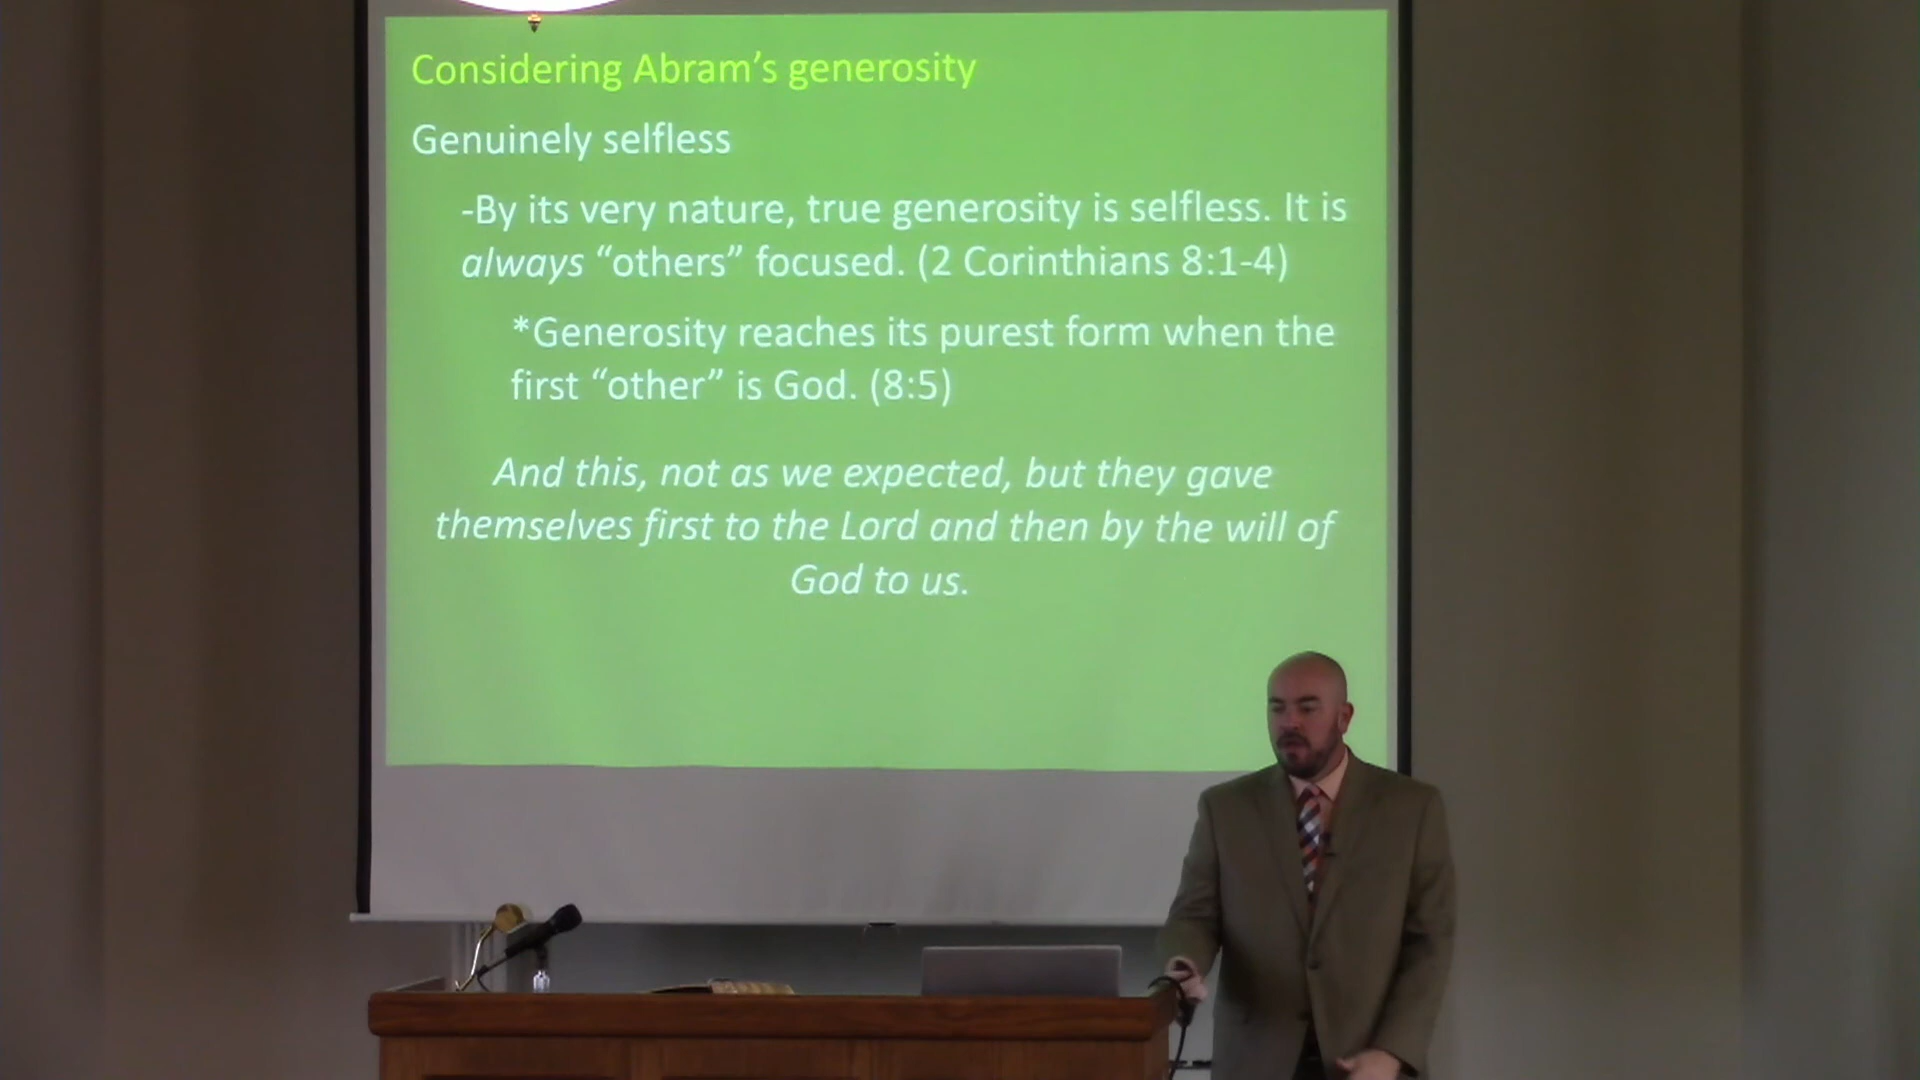 Considering Abram’s generosity
Genuinely selfless
-By its very nature, true generosity is selfless. It is
always “others” focused. (2 Corinthians 8:1-4)
*Generosity reaches its purest form when the
first “other” is God. (8:5)
And this, not as we expected, but they gave
themselves first to the Lord and then by the will of
God to us.